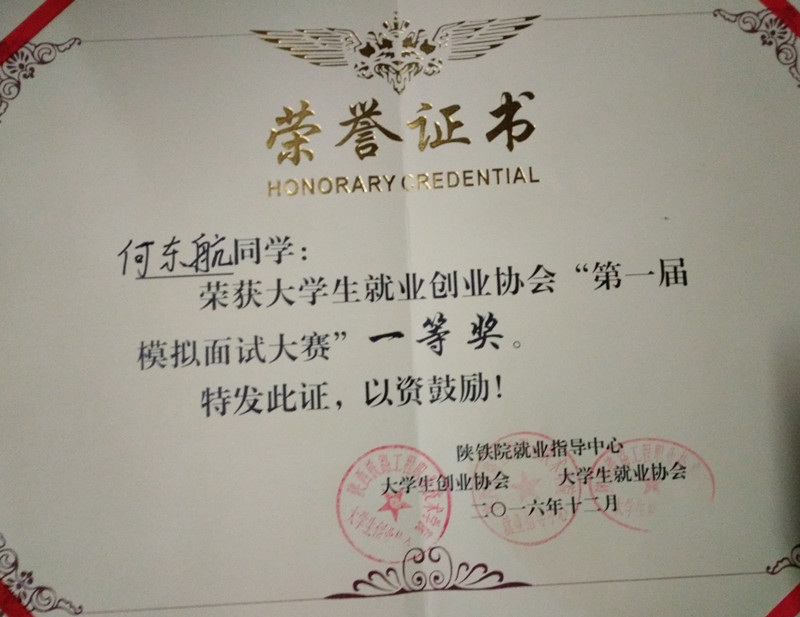 荣誉证书
HONORARY CREDENTIAL
何东航同学：
荣获大学生就业创业协会“第一届
模拟面试大赛”一等奖。
特发此证，以资鼓励！
陕铁院就业指导中心
大学生创业协会 大学生就业协会
二〇一六年十二月